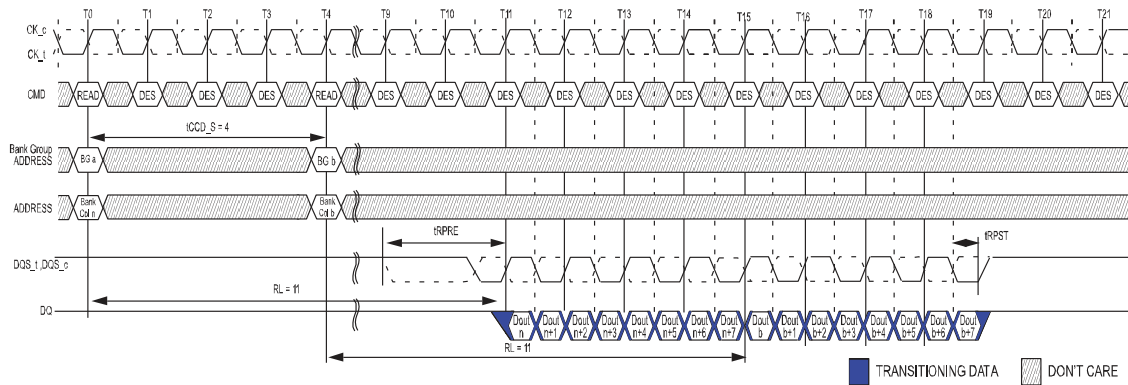 T0 T1 T2 T3 T4 T9 T10 T11 T12 T13 T14 T15 T16 T17 T18 T19 T20 T21
CK_c
CK_t
CMD READ DES DES DES READ DES DES DES DES DES DES DES DES DES DES DES DES DES
tCCD_S = 4
Bank Group
ADDRESS BG a BG b
ADDRESS Bank Col n Bank Col b
tRPRE tRPST
DQS_t ,DQS_c
RL = 11
DQ Dout n Dout n+1 Dout n+2 Dout n+3 Dout n+4 Dout n+5 Dout n+6 Dout n+7 Dout b Dout b+1 Dout b+2 Dout b+3 Dout b+4 Dout b+5 Dout b+6 Dout b+7
RL = 11
TRANSITIONING DATA DON'T CARE